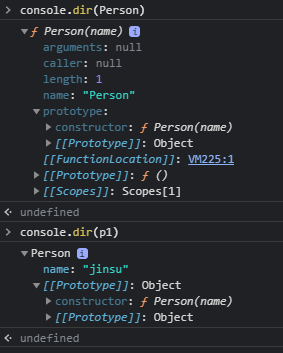 > console.dir(Person)
▼ ƒ Person(name) i
arguments: null
caller: null
length: 1
name: "Person"
▼ prototype:
▶ constructor: ƒ Person(name)
▶ [[Prototype]]: Object
[[FunctionLocation]]: VM225:1
▶ [[Prototype]]: ƒ ()
▶ [[Scopes]]: Scopes[1]
undefined
> console.dir(p1)
▼ Person i
name: "jinsu"
▼ [[Prototype]]: Object
▶ constructor: ƒ Person(name)
▶ [[Prototype]]: Object
undefined